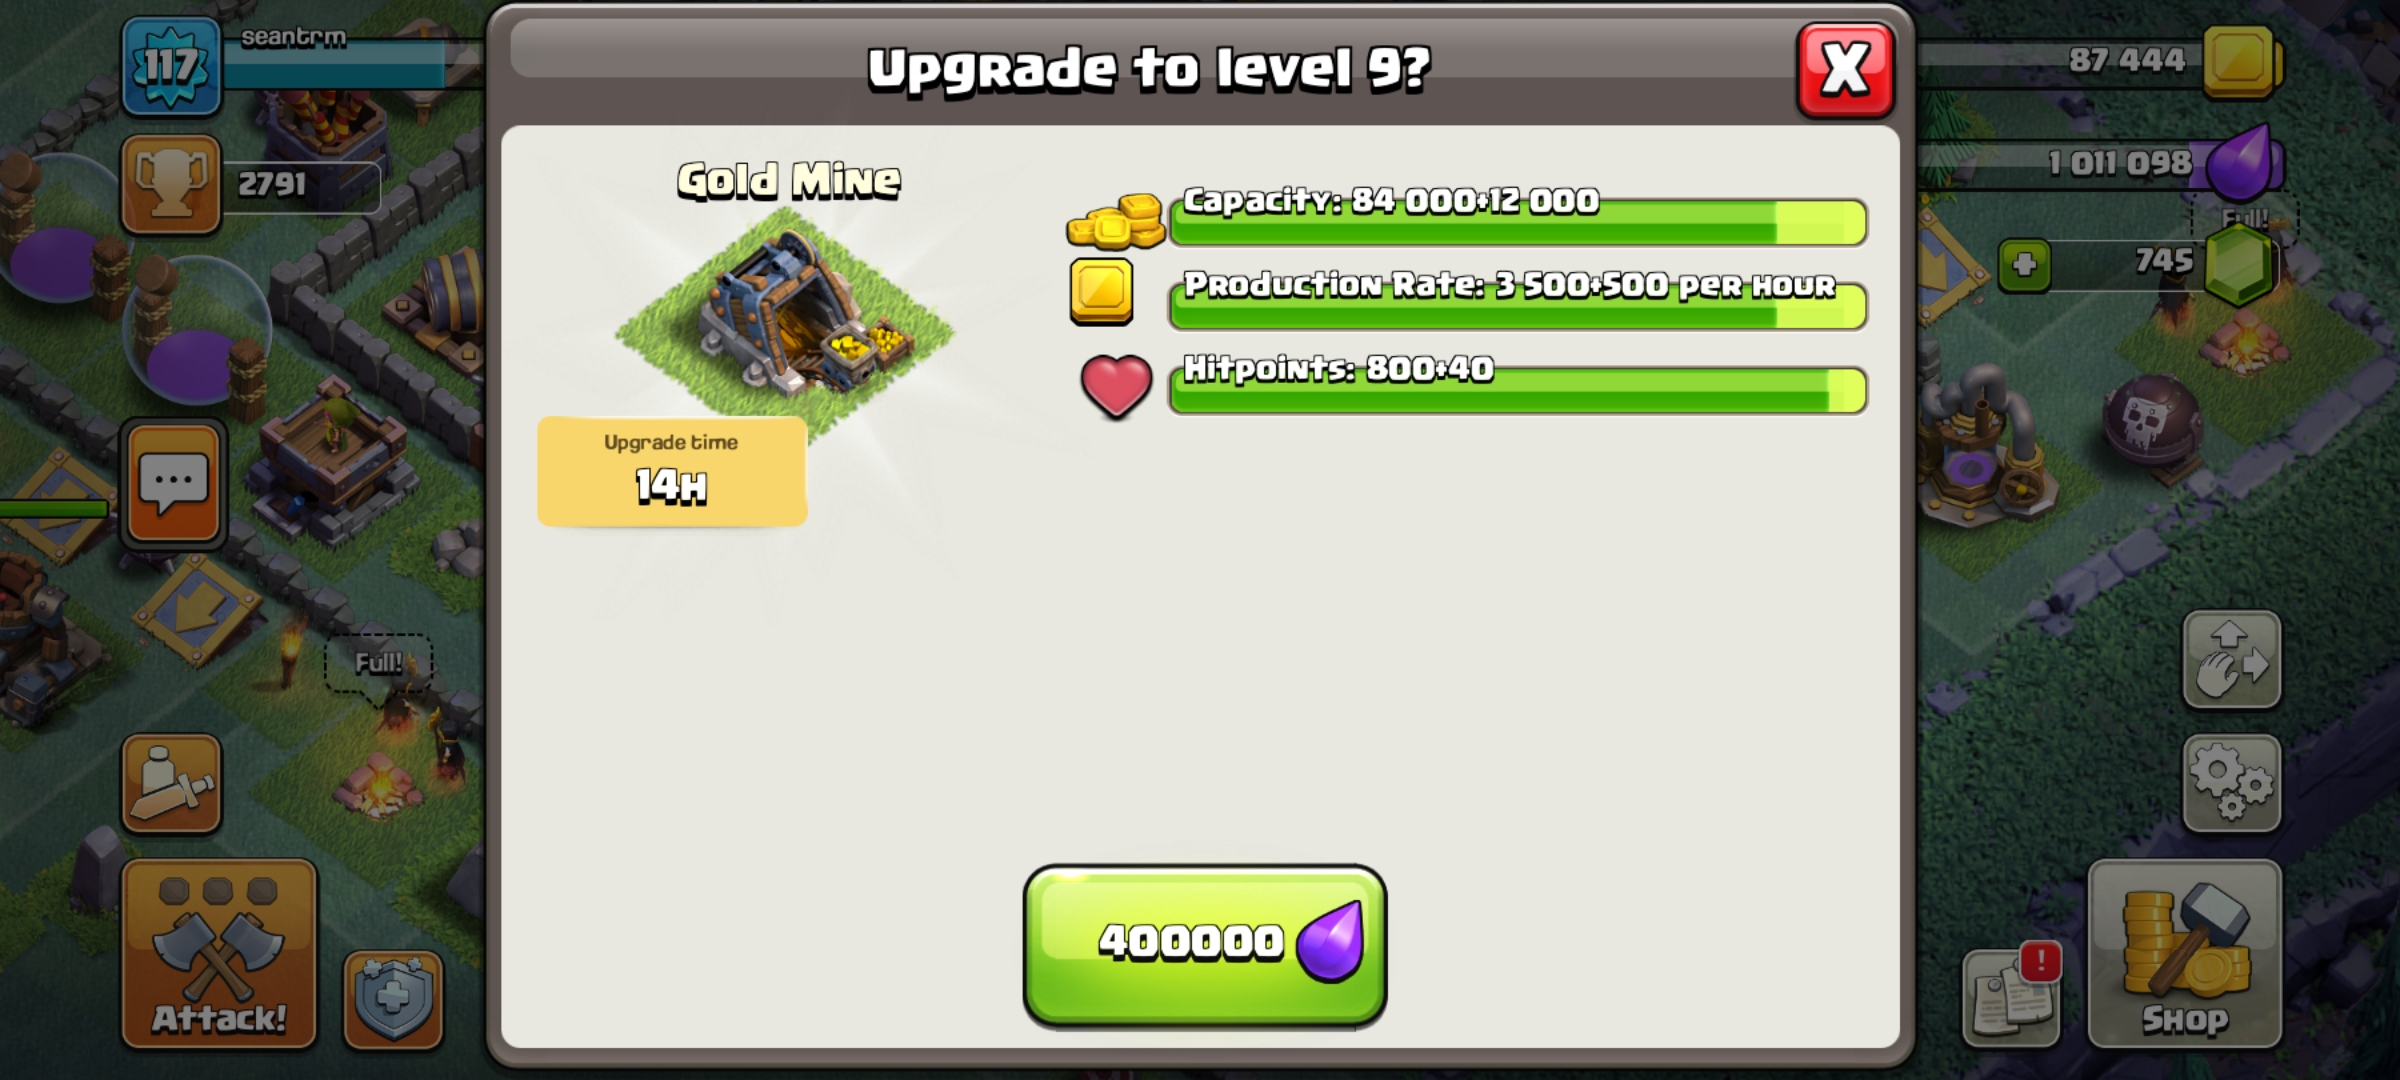 117
seantrm
Upgrade to level 9?
X
87 444
2791
Gold Mine
1 011 098
Capacity: 84 000+12 000
Full!
745
Production Rate: 3 500+500 per hour
Hitpoints: 800+40
Upgrade time
14H
Full!
400000
!
Attack!
Shop